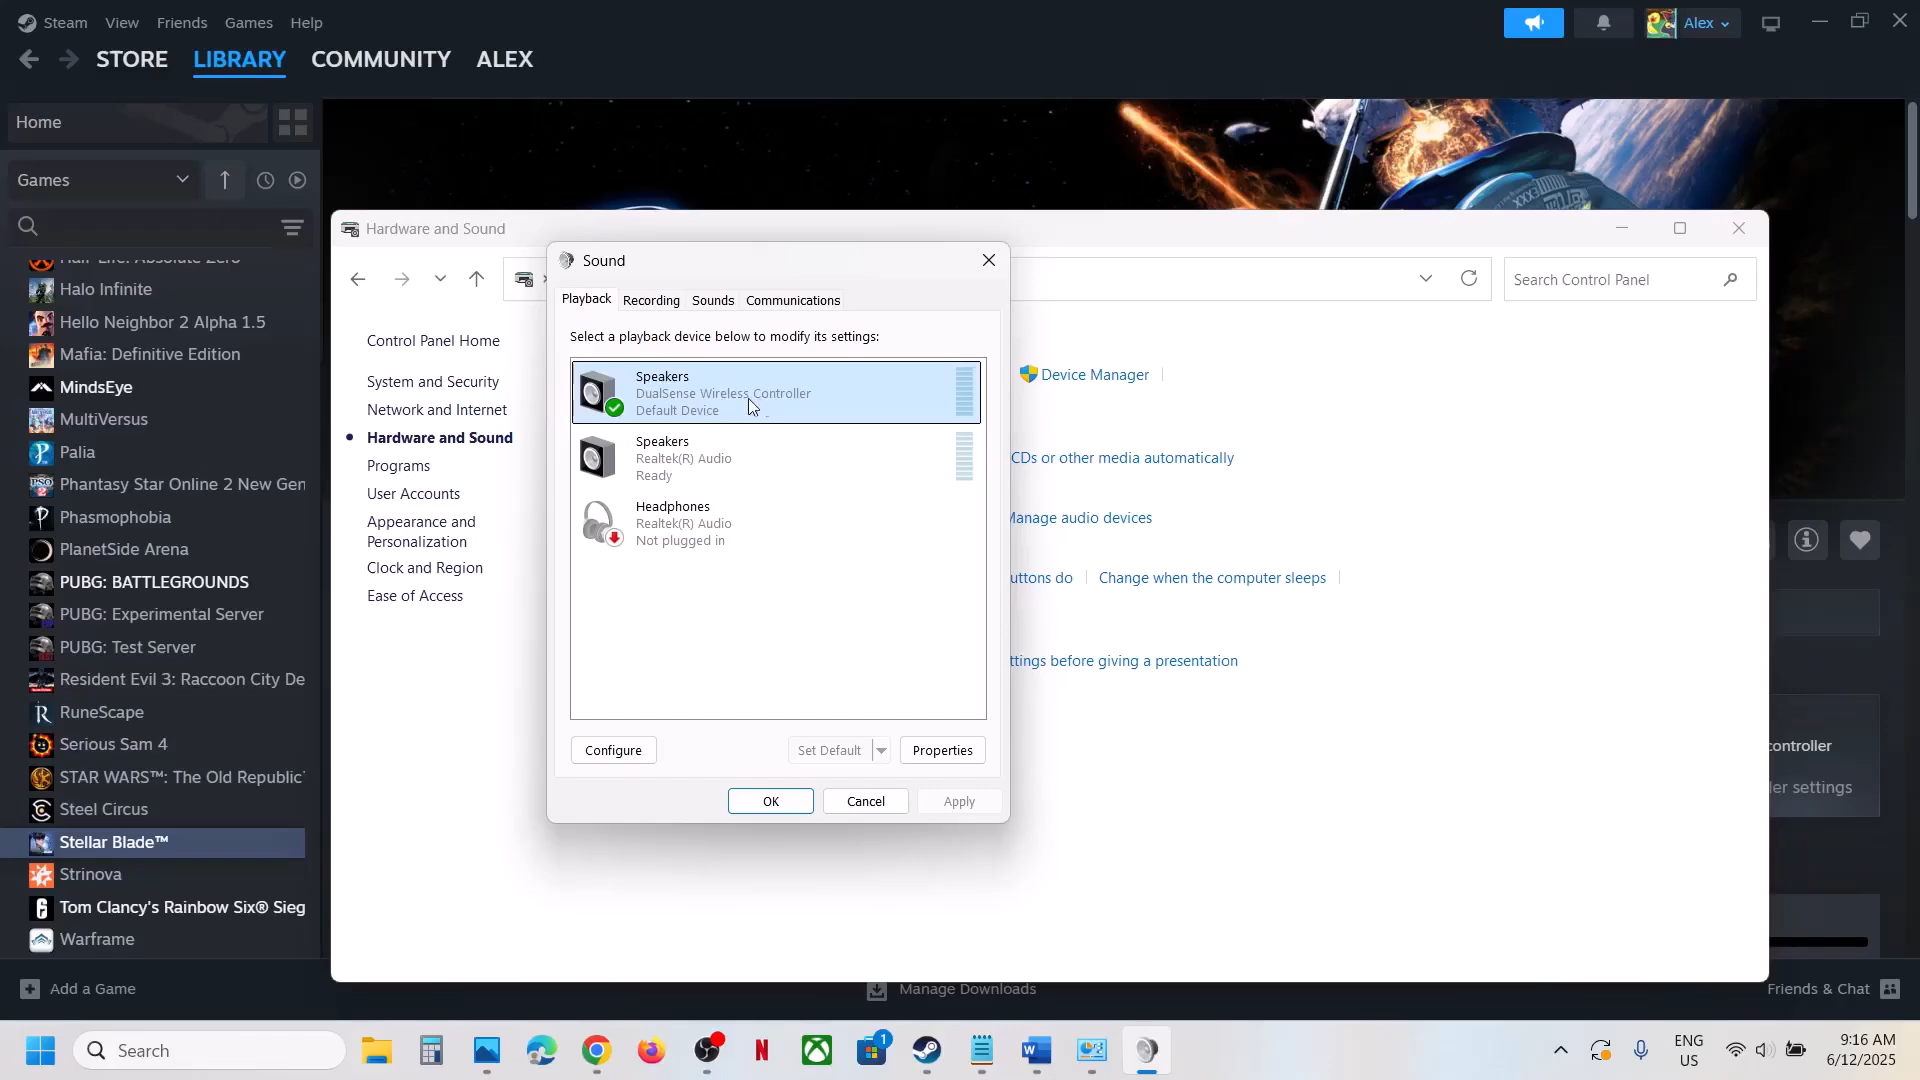 Steam View Friends Games Help Alex
STORE LIBRARY COMMUNITY ALEX
Home
Games
Halo Infinite
Hello Neighbor 2 Alpha 1.5
Mafia: Definitive Edition
MindsEye
MultiVersus
Palia
Phantasy Star Online 2 New Gen
Phasmophobia
PlanetSide Arena
PUBG: BATTLEGROUNDS
PUBG: Experimental Server
PUBG: Test Server
Resident Evil 3: Raccoon City De
RuneScape
Serious Sam 4
STAR WARS™: The Old Republic
Steel Circus
Stellar Blade™
Strinova
Tom Clancy's Rainbow Six® Sieg
Warframe
Add a Game
Manage Downloads
Friends & Chat
Hardware and Sound
Search Control Panel
Control Panel Home
System and Security
Network and Internet
Hardware and Sound
Programs
User Accounts
Appearance and
Personalization
Clock and Region
Ease of Access
Device Manager
CDs or other media automatically
Manage audio devices
uttons do Change when the computer sleeps
ttings before giving a presentation
Sound
Playback Recording Sounds Communications
Select a playback device below to modify its settings:
Speakers
DualSense Wireless Controller
Default Device
Speakers
Realtek(R) Audio
Ready
Headphones
Realtek(R) Audio
Not plugged in
Configure Set Default Properties
OK Cancel Apply
controller
ler settings
Search
1
ENG
US
9:16 AM
6/12/2025